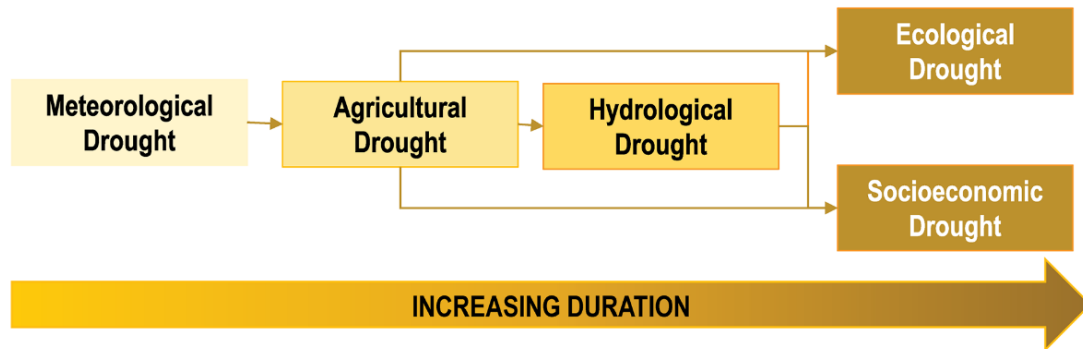 Meteorological
Drought
Agricultural
Drought
Hydrological
Drought
Ecological
Drought
Socioeconomic
Drought
INCREASING DURATION